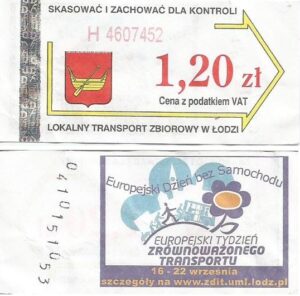 SKASOWAĆ I ZACHOWAĆ DLA KONTROLI
H 4607452
1,20 zł
Cena z podatkiem VAT
LOKALNY TRANSPORT ZBIOROWY W ŁODZI
0410151053
Europejski Dzień bez Samochodu
EUROPEJSKI TYDZIEŃ
ZRÓWNOWAŻONEGO
TRANSPORTU
16 - 22 września
szczegóły na www.zdit.uml.lodz.pl